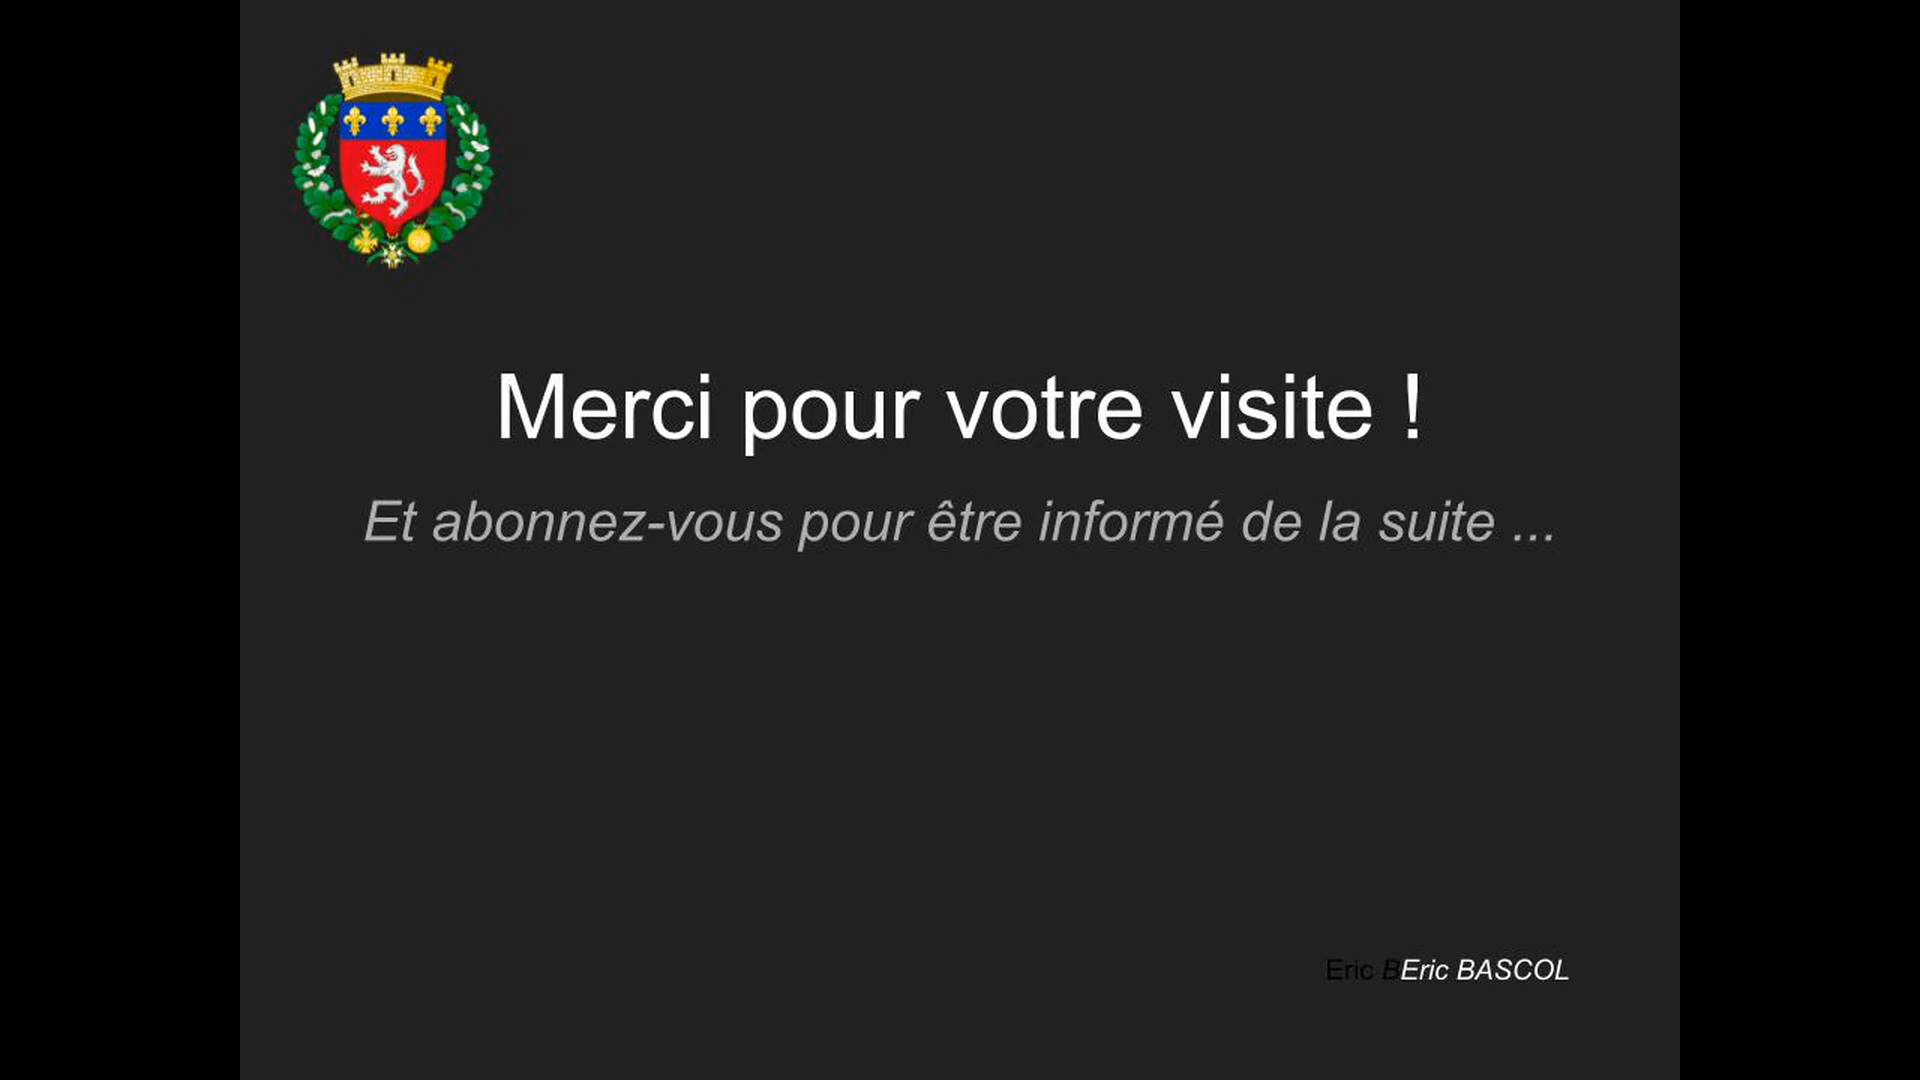 Merci pour votre visite !
Et abonnez-vous pour être informé de la suite ...
Eric BEric BASCOL